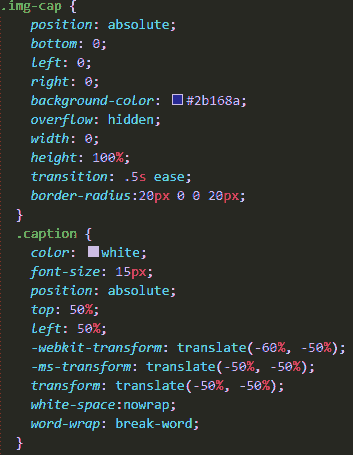 .img-cap {
position: absolute;
bottom: 0;
left: 0;
right: 0;
background-color: #2b168a;
overflow: hidden;
width: 0;
height: 100%;
transition: .5s ease;
border-radius:20px 0 0 20px;
}
.caption {
color: white;
font-size: 15px;
position: absolute;
top: 50%;
left: 50%;
-webkit-transform: translate(-60%, -50%);
-ms-transform: translate(-50%, -50%);
transform: translate(-50%, -50%);
white-space:nowrap;
word-wrap: break-word;
}